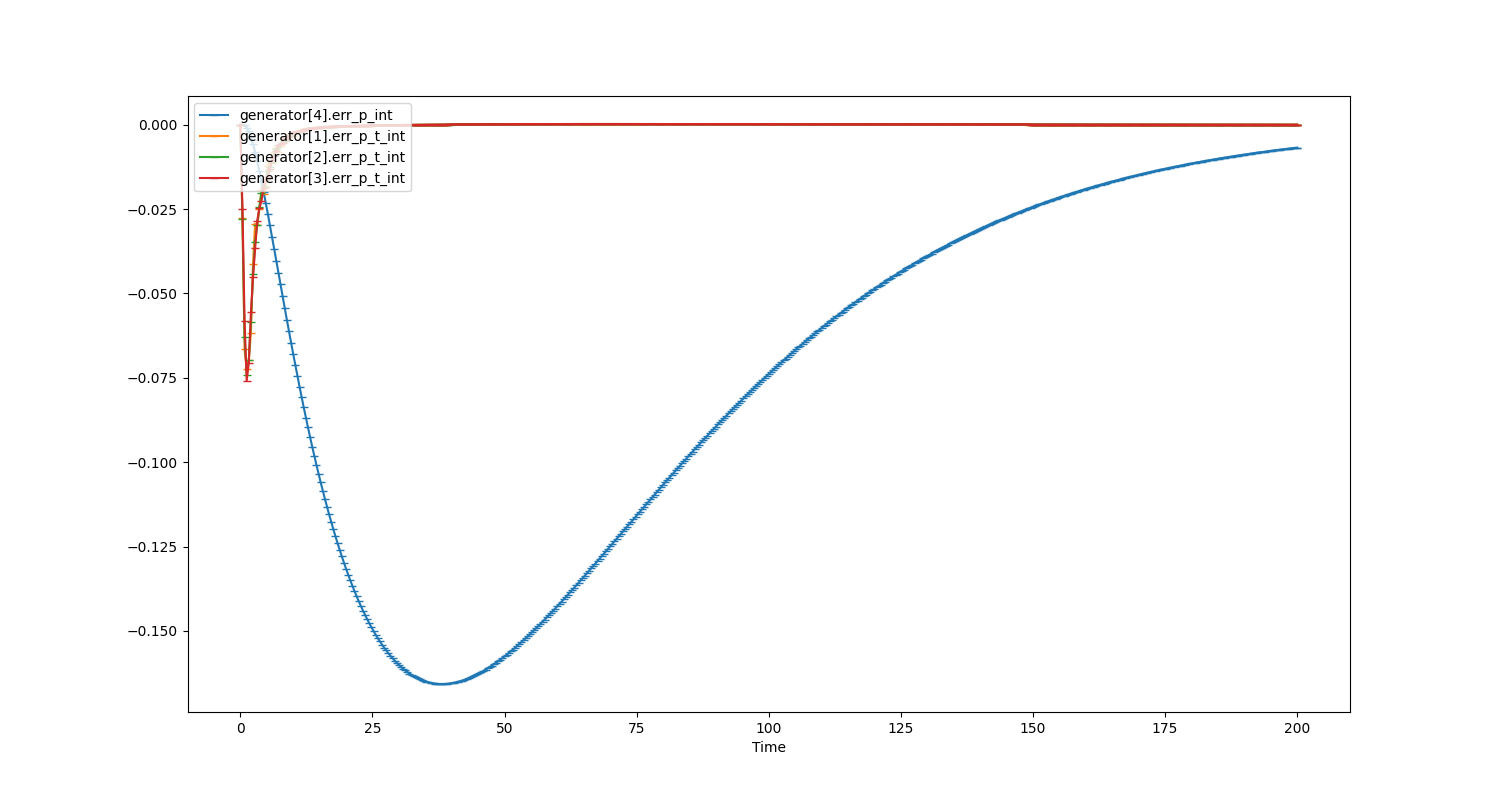 generator[4].err_p_int
generator[1].err_p_t_int
generator[2].err_p_t_int
generator[3].err_p_t_int
0.000
−0.025
−0.050
−0.075
−0.100
−0.125
−0.150
0 25 50 75 100 125 150 175 200
Time